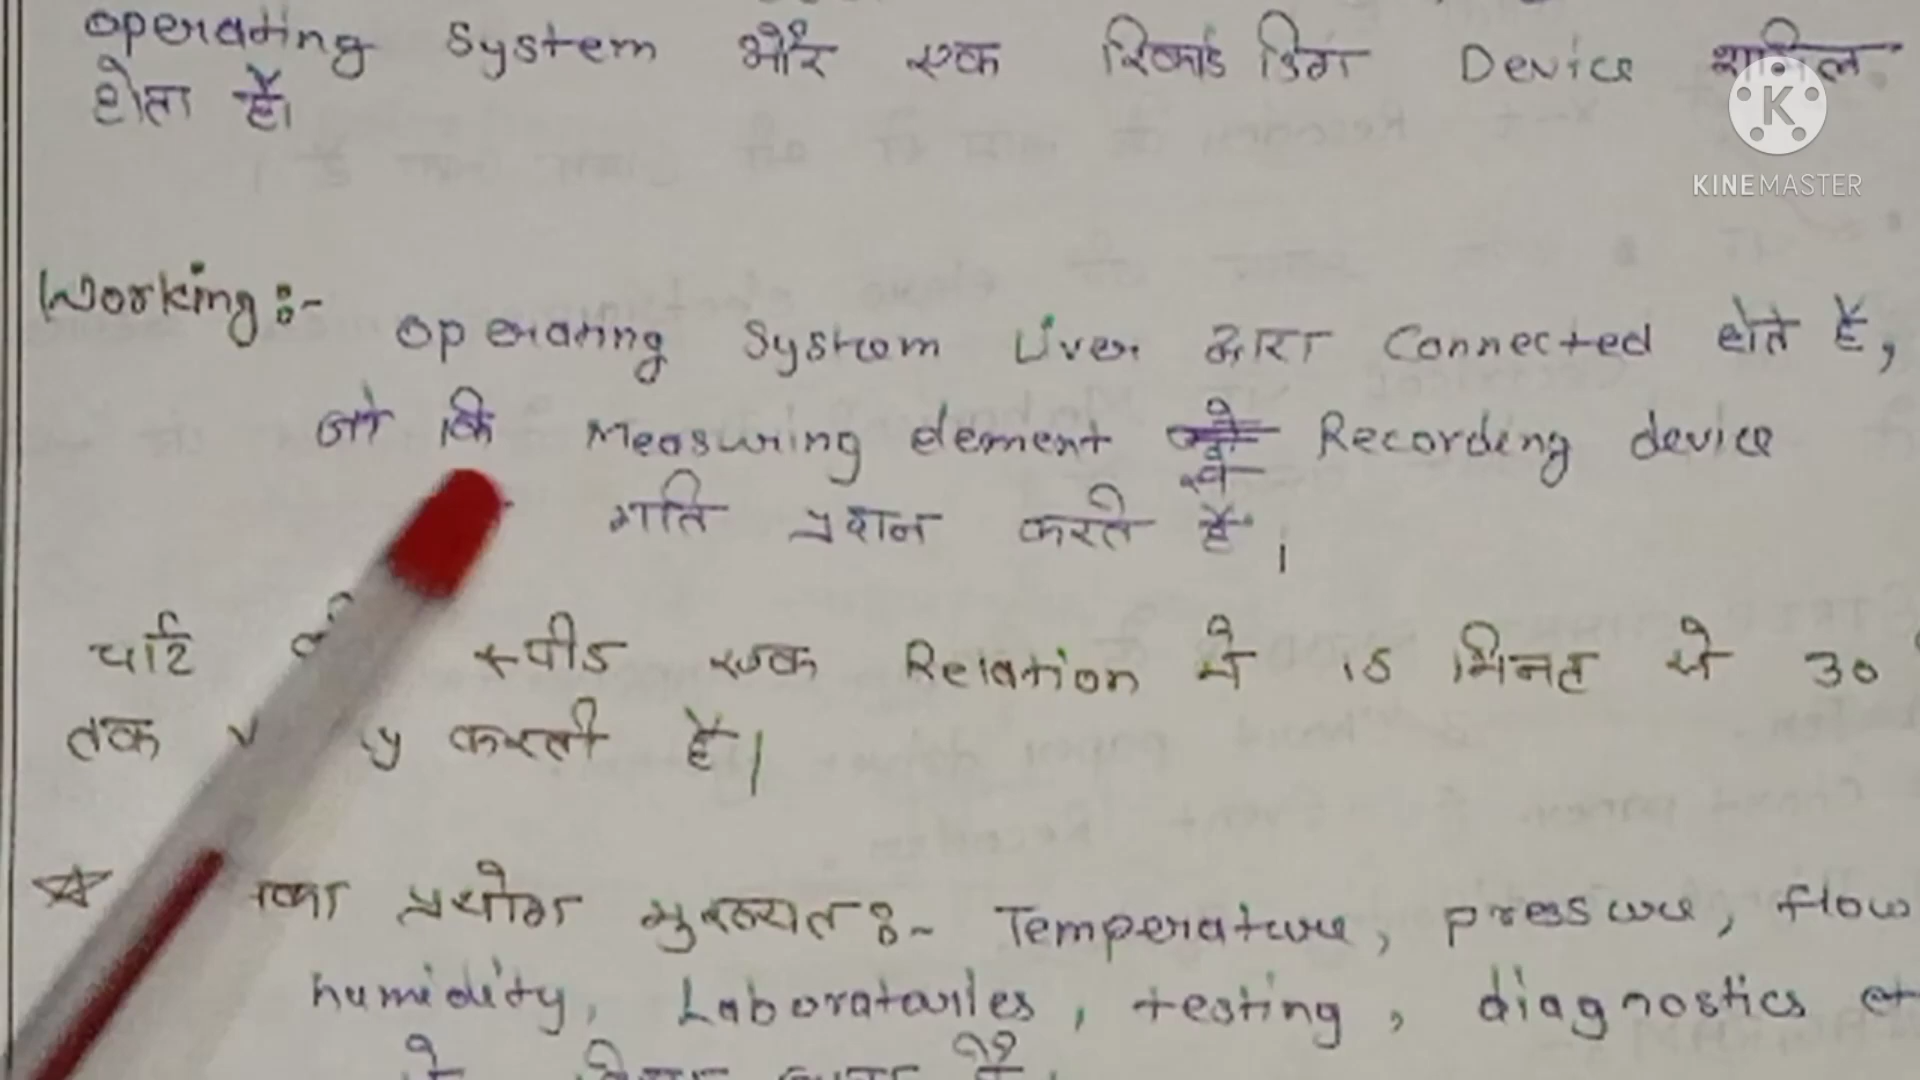 operating System और एक रिकार्डिंग Device शामिल
होता है।
KINEMASTER
Working:- operating System Liver द्वारा Connected होते है,
जो कि Measuring element से Recording device
गति प्रदान करते है।
चार्ट स्पीड एक Relation मे 15 मिनट से 30
तक करती है।
☆ का प्रयोग मुख्यतः- Temperature, pressure, flow
humidity, Laboratories, testing, diagnostics